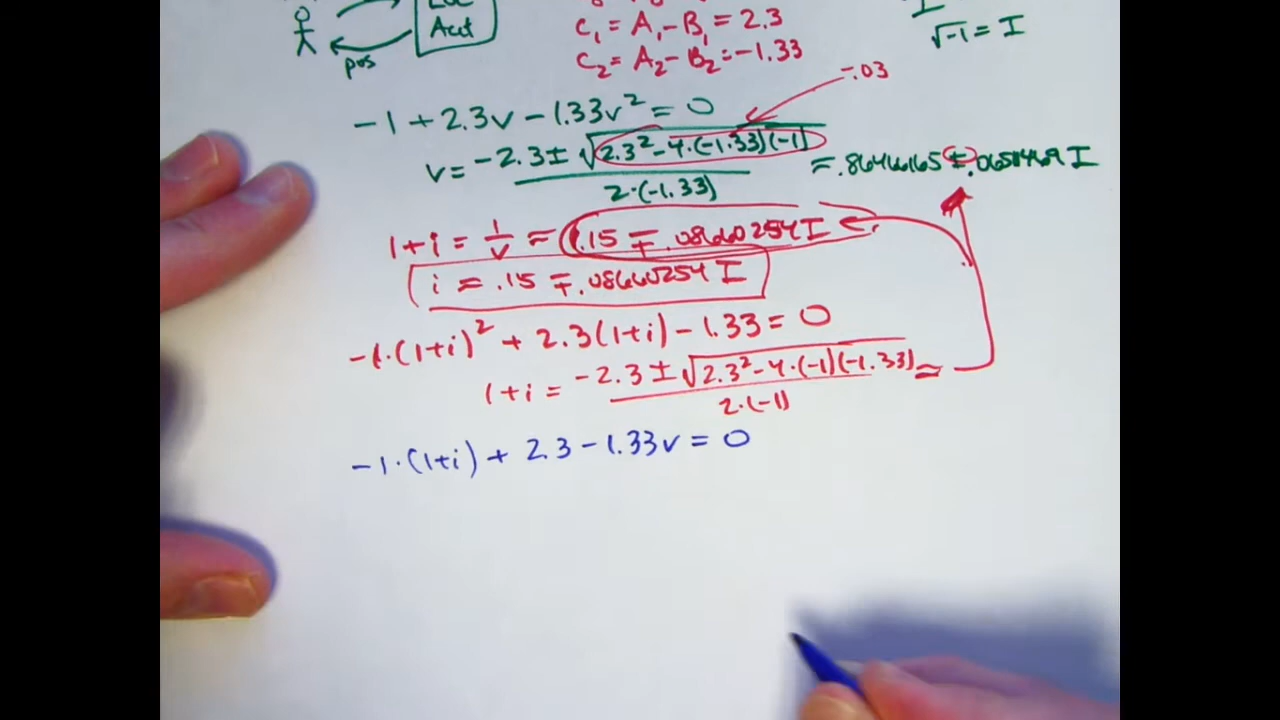 Act
pos
C₁ = A₁ - B₁ = 2.3
C₂ = A₂ - B₂ = -1.33
√-1 = I
-.03
-1 + 2.3v - 1.33v² = 0
v = -2.3 ± √2.3² - 4·(-1.33)(-1)
2·(-1.33)
1+i = 1/v ≈ 1.15 ∓ .08660254 I
i ≈ .15 ∓ .08660254 I
-1·(1+i)² + 2.3(1+i) - 1.33 = 0
1+i = -2.3 ± √2.3² - 4·(-1)(-1.33) ≈
2·(-1)
-1·(1+i) + 2.3 - 1.33v = 0